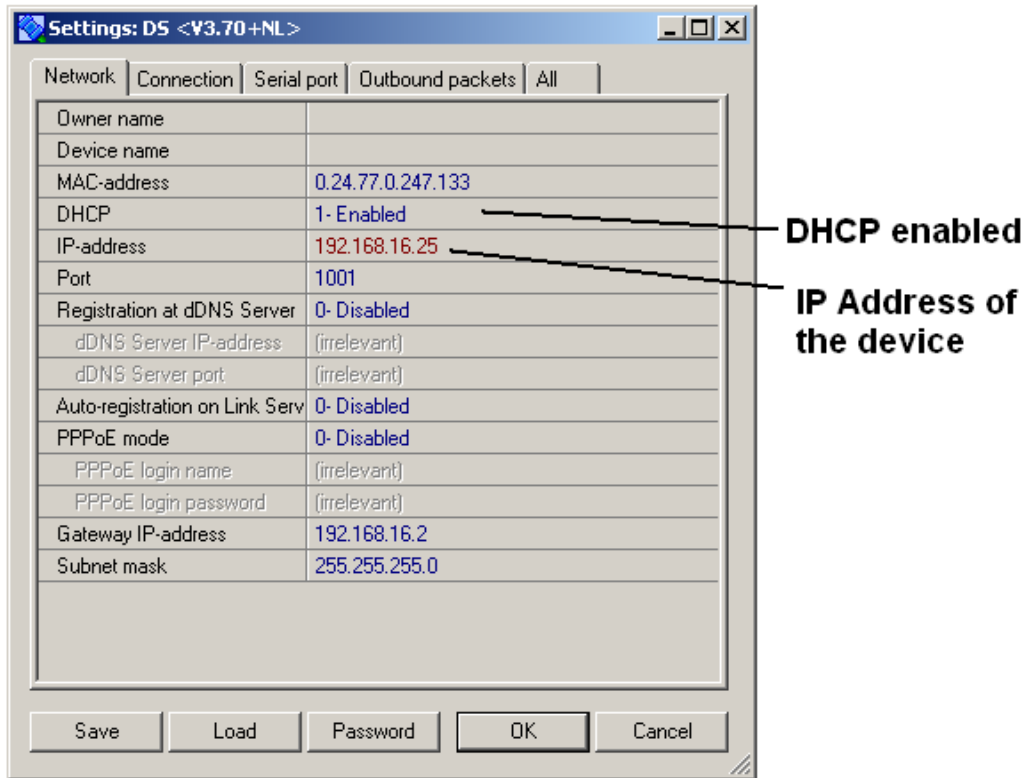 Settings: DS <V3.70+NL>
Network Connection Serial port Outbound packets All
Owner name
Device name
MAC-address 0.24.77.0.247.133
DHCP 1- Enabled
DHCP enabled
IP-address 192.168.16.25
Port 1001
IP Address of
the device
Registration at dDNS Server 0- Disabled
dDNS Server IP-address (irrelevant)
dDNS Server port (irrelevant)
Auto-registration on Link Serv 0- Disabled
PPPoE mode 0- Disabled
PPPoE login name (irrelevant)
PPPoE login password (irrelevant)
Gateway IP-address 192.168.16.2
Subnet mask 255.255.255.0
Save Load Password OK Cancel